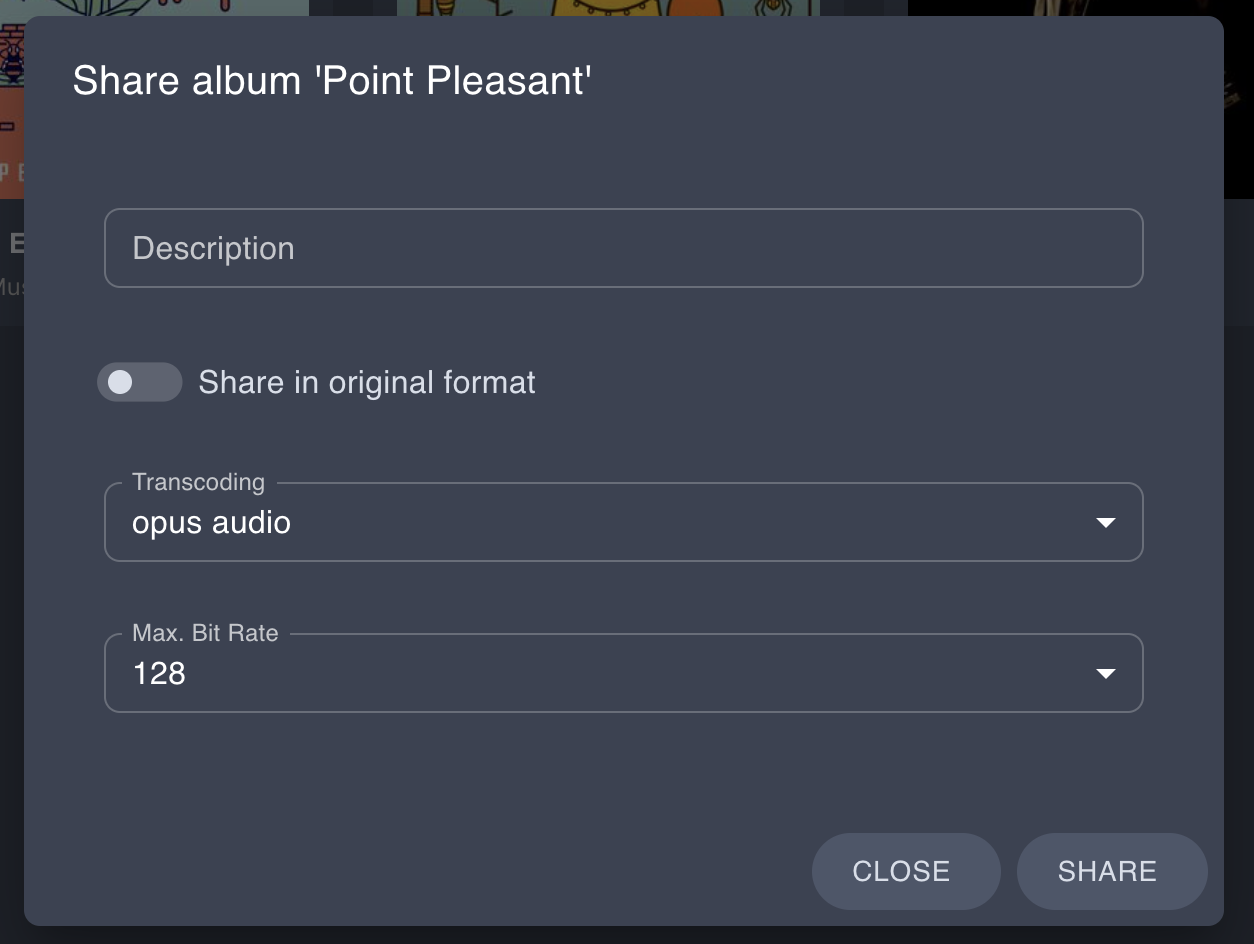 Share album 'Point Pleasant'
Description
Share in original format
Transcoding
opus audio
Max. Bit Rate
128
CLOSE
SHARE